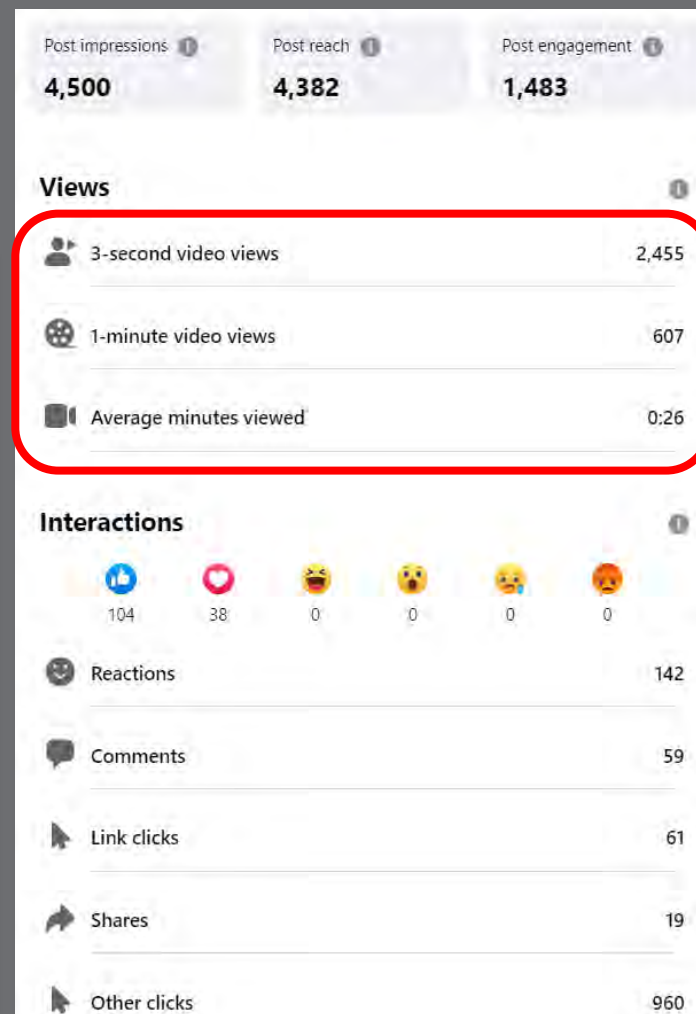 Post impressions Post reach Post engagement
4,500 4,382 1,483
Views
3-second video views 2,455
1-minute video views 607
Average minutes viewed 0:26
Interactions
104 38 0 0 0 0
Reactions 142
Comments 59
Link clicks 61
Shares 19
Other clicks 960